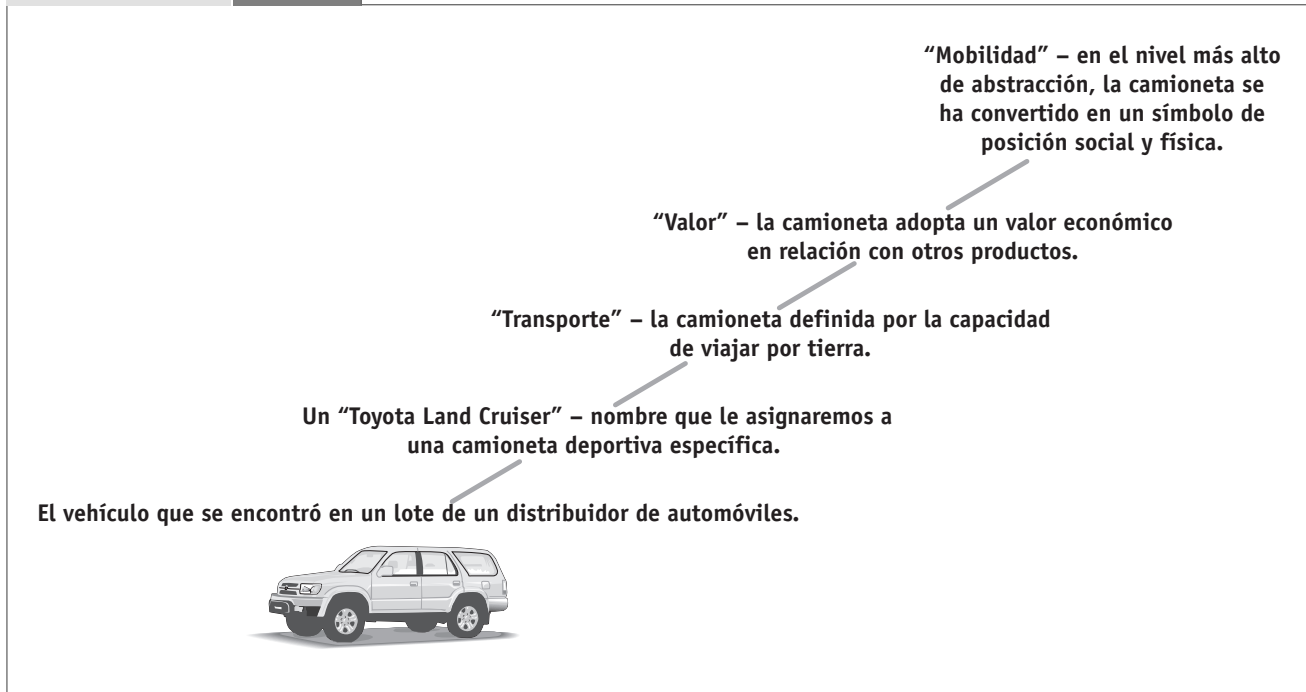 “Mobilidad” – en el nivel más alto
de abstracción, la camioneta se
ha convertido en un símbolo de
posición social y física.
“Valor” – la camioneta adopta un valor económico
en relación con otros productos.
“Transporte” – la camioneta definida por la capacidad
de viajar por tierra.
Un “Toyota Land Cruiser” – nombre que le asignaremos a
una camioneta deportiva específica.
El vehículo que se encontró en un lote de un distribuidor de automóviles.